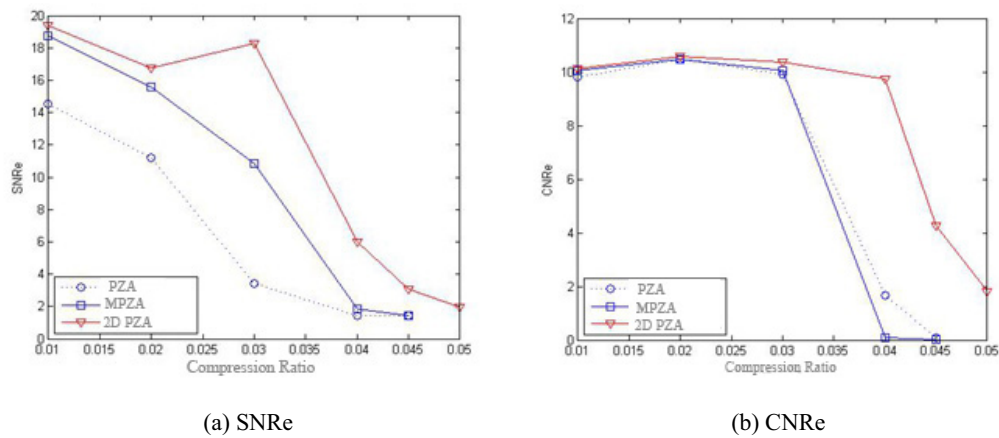 20
18
16
14
12
10
8
6
4
2
0
SNRe
PZA
MPZA
2D PZA
0.01 0.015 0.02 0.025 0.03 0.035 0.04 0.045 0.05
Compression Ratio
(a) SNRe
12
10
8
6
4
2
0
CNRe
PZA
MPZA
2D PZA
0.01 0.015 0.02 0.025 0.03 0.035 0.04 0.045 0.05
Compression Ratio
(b) CNRe